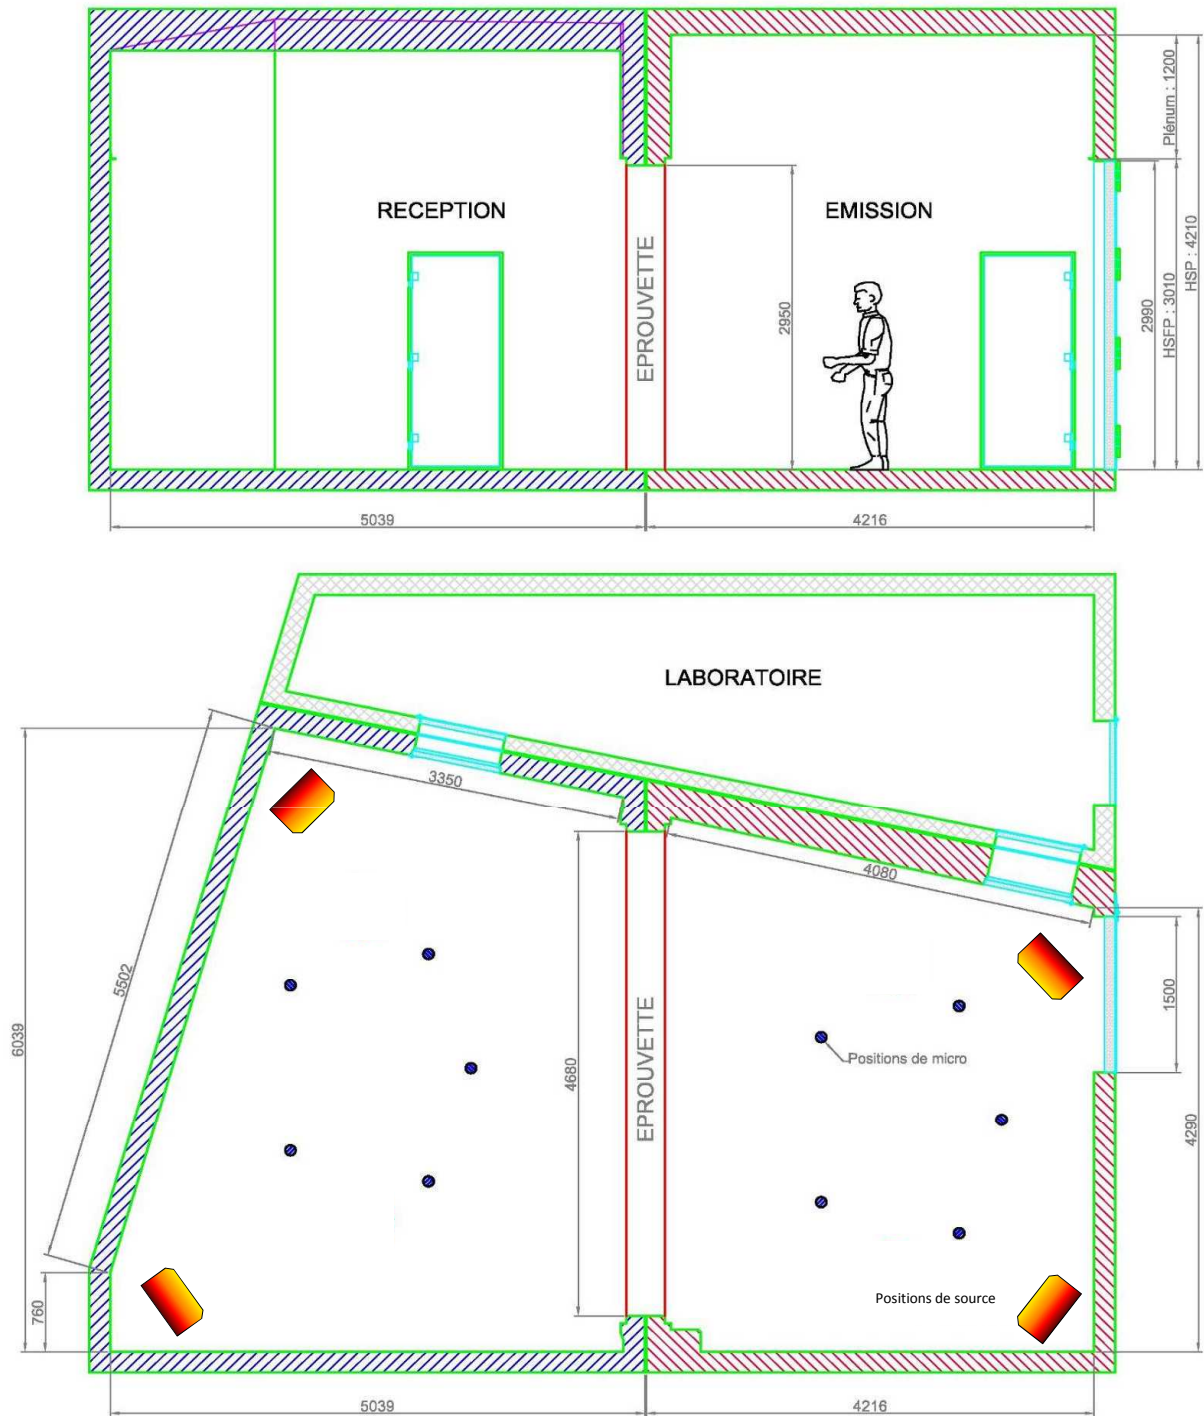 Plénum : 1200
RECEPTION
EMISSION
EPROUVETTE
2950
2990
HSFP : 3010
HSP : 4210
5039
4216
LABORATOIRE
3350
4080
5502
6039
4680
EPROUVETTE
Positions de micro
1500
4290
Positions de source
760
5039
4216